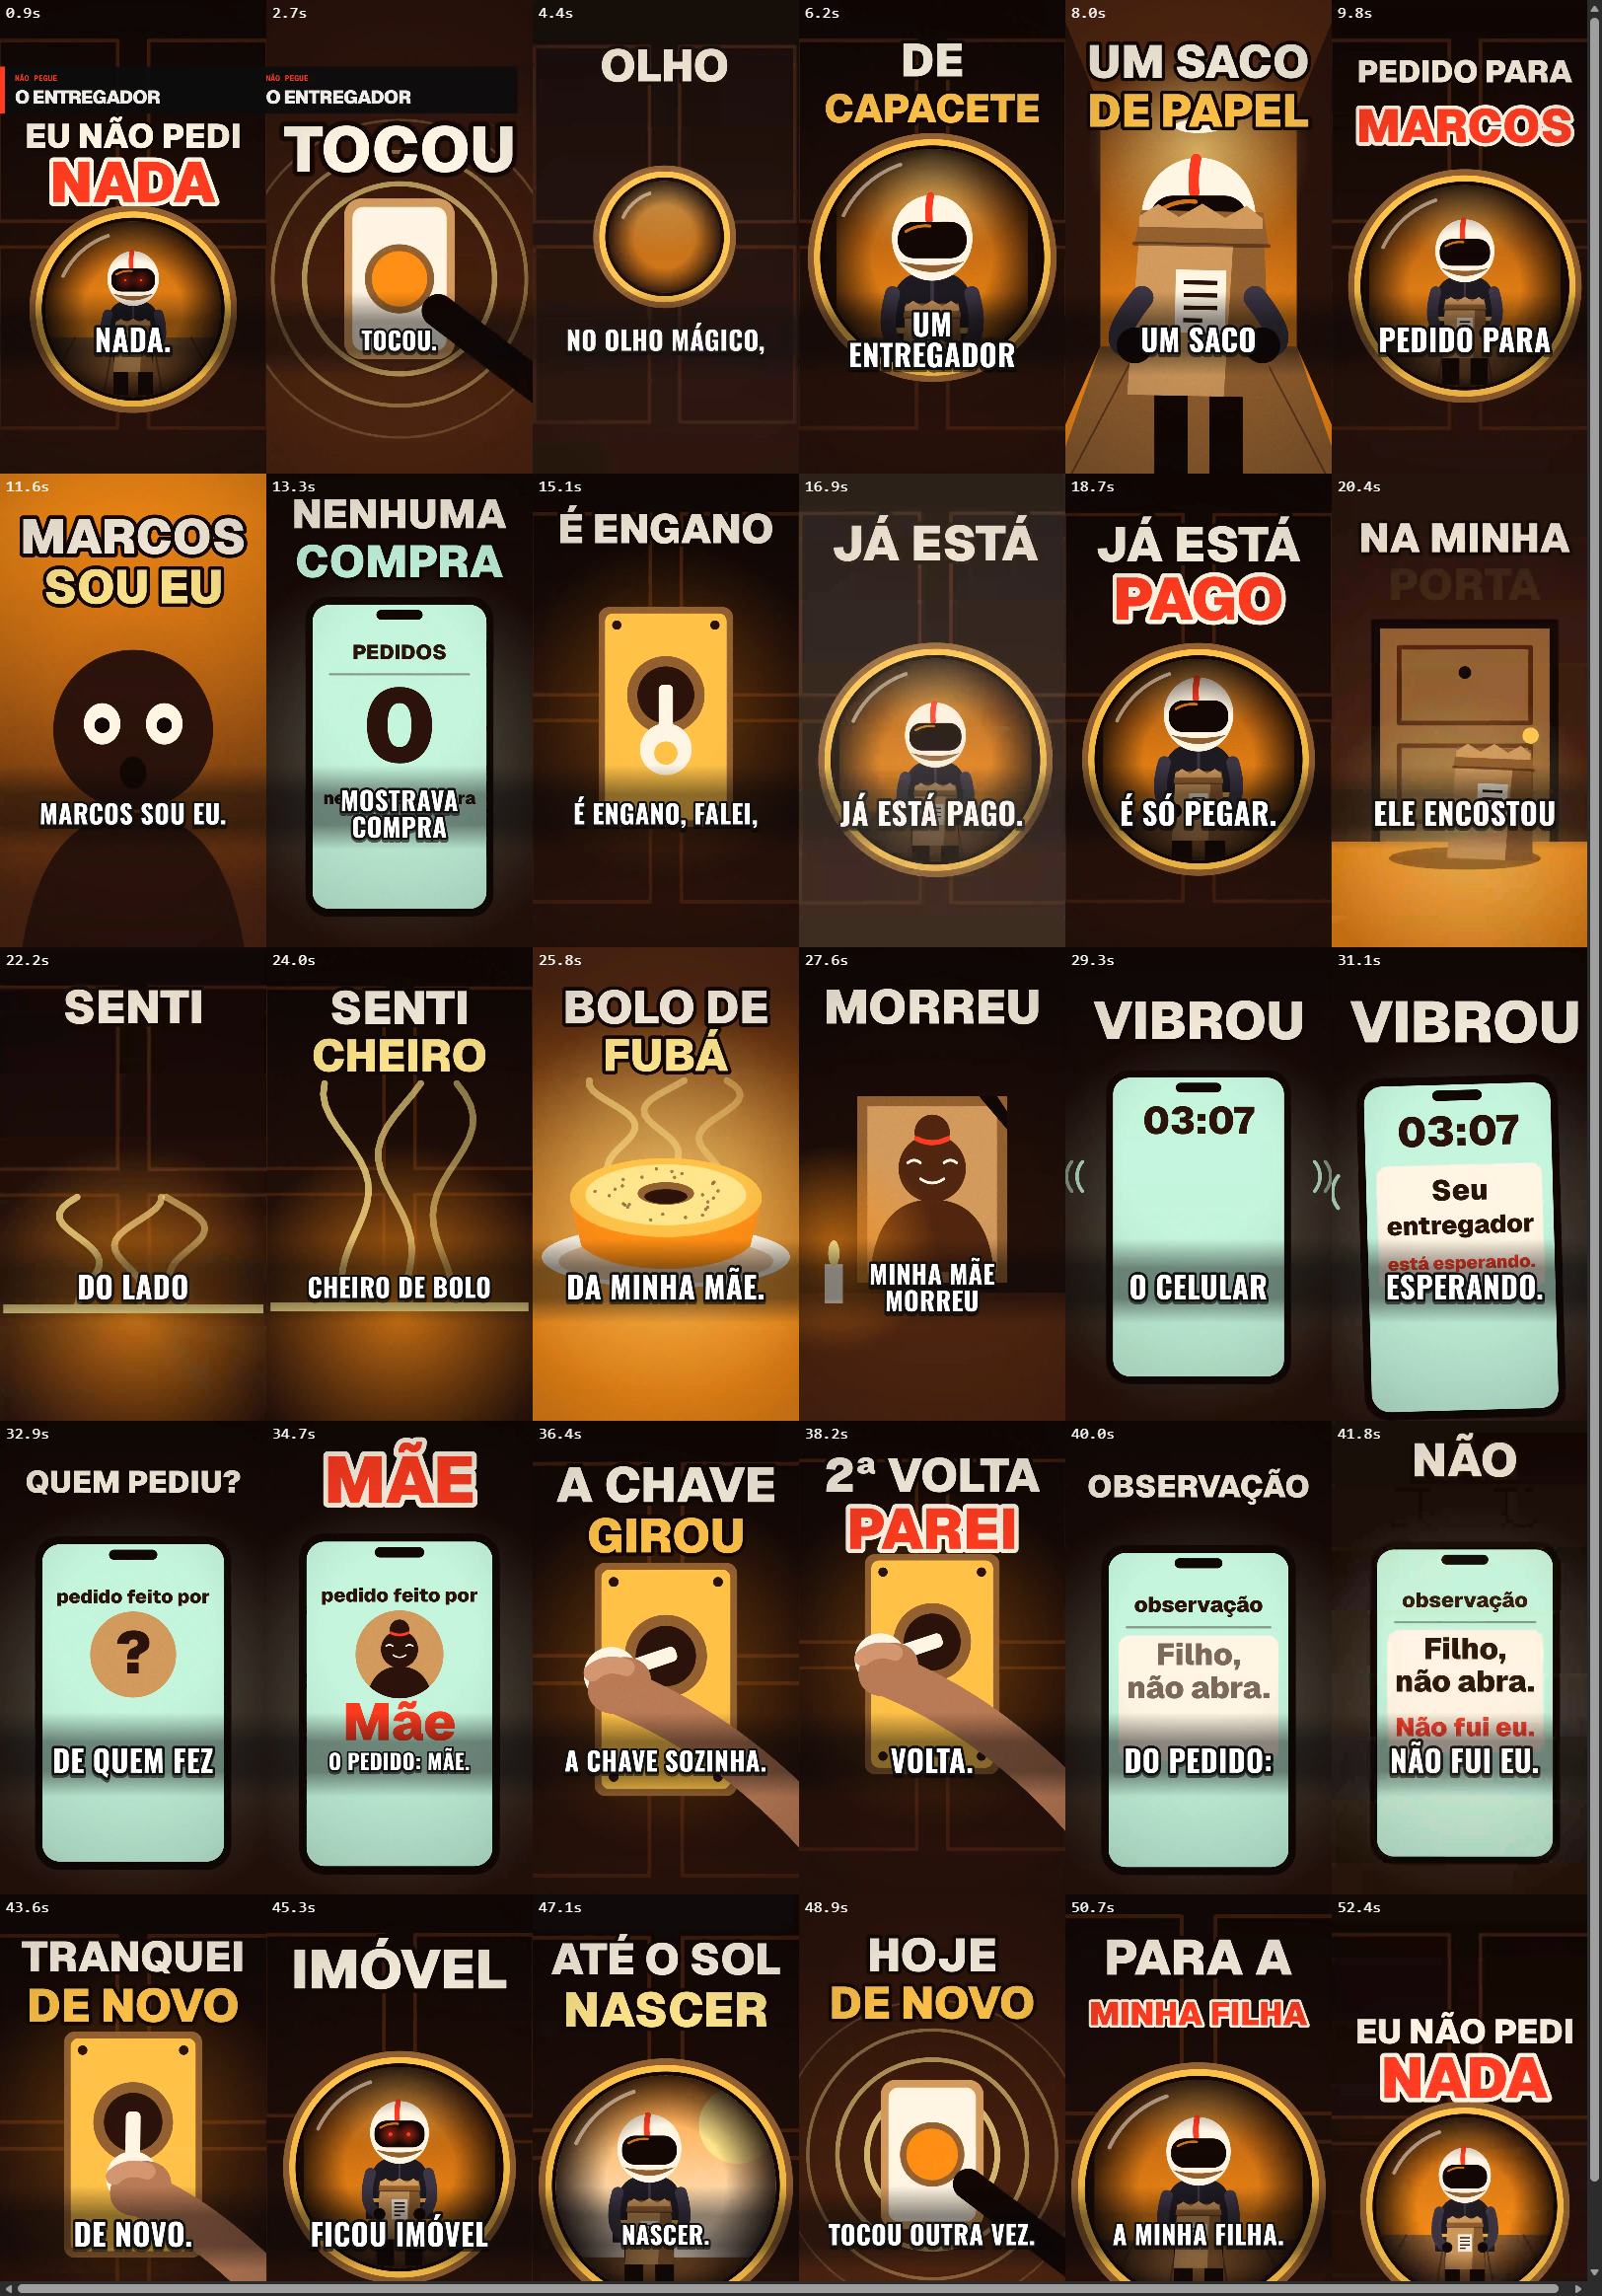 0.9s
NÃO PEGUE
O ENTREGADOR
EU NÃO PEDI
NADA
NADA.
2.7s
NÃO PEGUE
O ENTREGADOR
TOCOU
TOCOU.
4.4s
OLHO
NO OLHO MÁGICO,
6.2s
DE
CAPACETE
UM
ENTREGADOR
8.0s
UM SACO
DE PAPEL
UM SACO
9.8s
PEDIDO PARA
MARCOS
PEDIDO PARA
11.6s
MARCOS
SOU EU
MARCOS SOU EU.
13.3s
NENHUMA
COMPRA
PEDIDOS
0
MOSTRAVA
COMPRA
15.1s
É ENGANO
É ENGANO, FALEI,
16.9s
JÁ ESTÁ
JÁ ESTÁ PAGO.
18.7s
JÁ ESTÁ
PAGO
É SÓ PEGAR.
20.4s
NA MINHA
PORTA
ELE ENCOSTOU
22.2s
SENTI
DO LADO
24.0s
SENTI
CHEIRO
CHEIRO DE BOLO
25.8s
BOLO DE
FUBÁ
DA MINHA MÃE.
27.6s
MORREU
MINHA MÃE
MORREU
29.3s
VIBROU
03:07
O CELULAR
31.1s
VIBROU
03:07
Seu
entregador
está esperando.
ESPERANDO.
32.9s
QUEM PEDIU?
pedido feito por
?
DE QUEM FEZ
34.7s
MÃE
pedido feito por
Mãe
O PEDIDO: MÃE.
36.4s
A CHAVE
GIROU
A CHAVE SOZINHA.
38.2s
2ª VOLTA
PAREI
VOLTA.
40.0s
OBSERVAÇÃO
observação
Filho,
não abra.
DO PEDIDO:
41.8s
NÃO
observação
Filho,
não abra.
Não fui eu.
NÃO FUI EU.
43.6s
TRANQUEI
DE NOVO
DE NOVO.
45.3s
IMÓVEL
FICOU IMÓVEL
47.1s
ATÉ O SOL
NASCER
NASCER.
48.9s
HOJE
DE NOVO
TOCOU OUTRA VEZ.
50.7s
PARA A
MINHA FILHA
A MINHA FILHA.
52.4s
EU NÃO PEDI
NADA